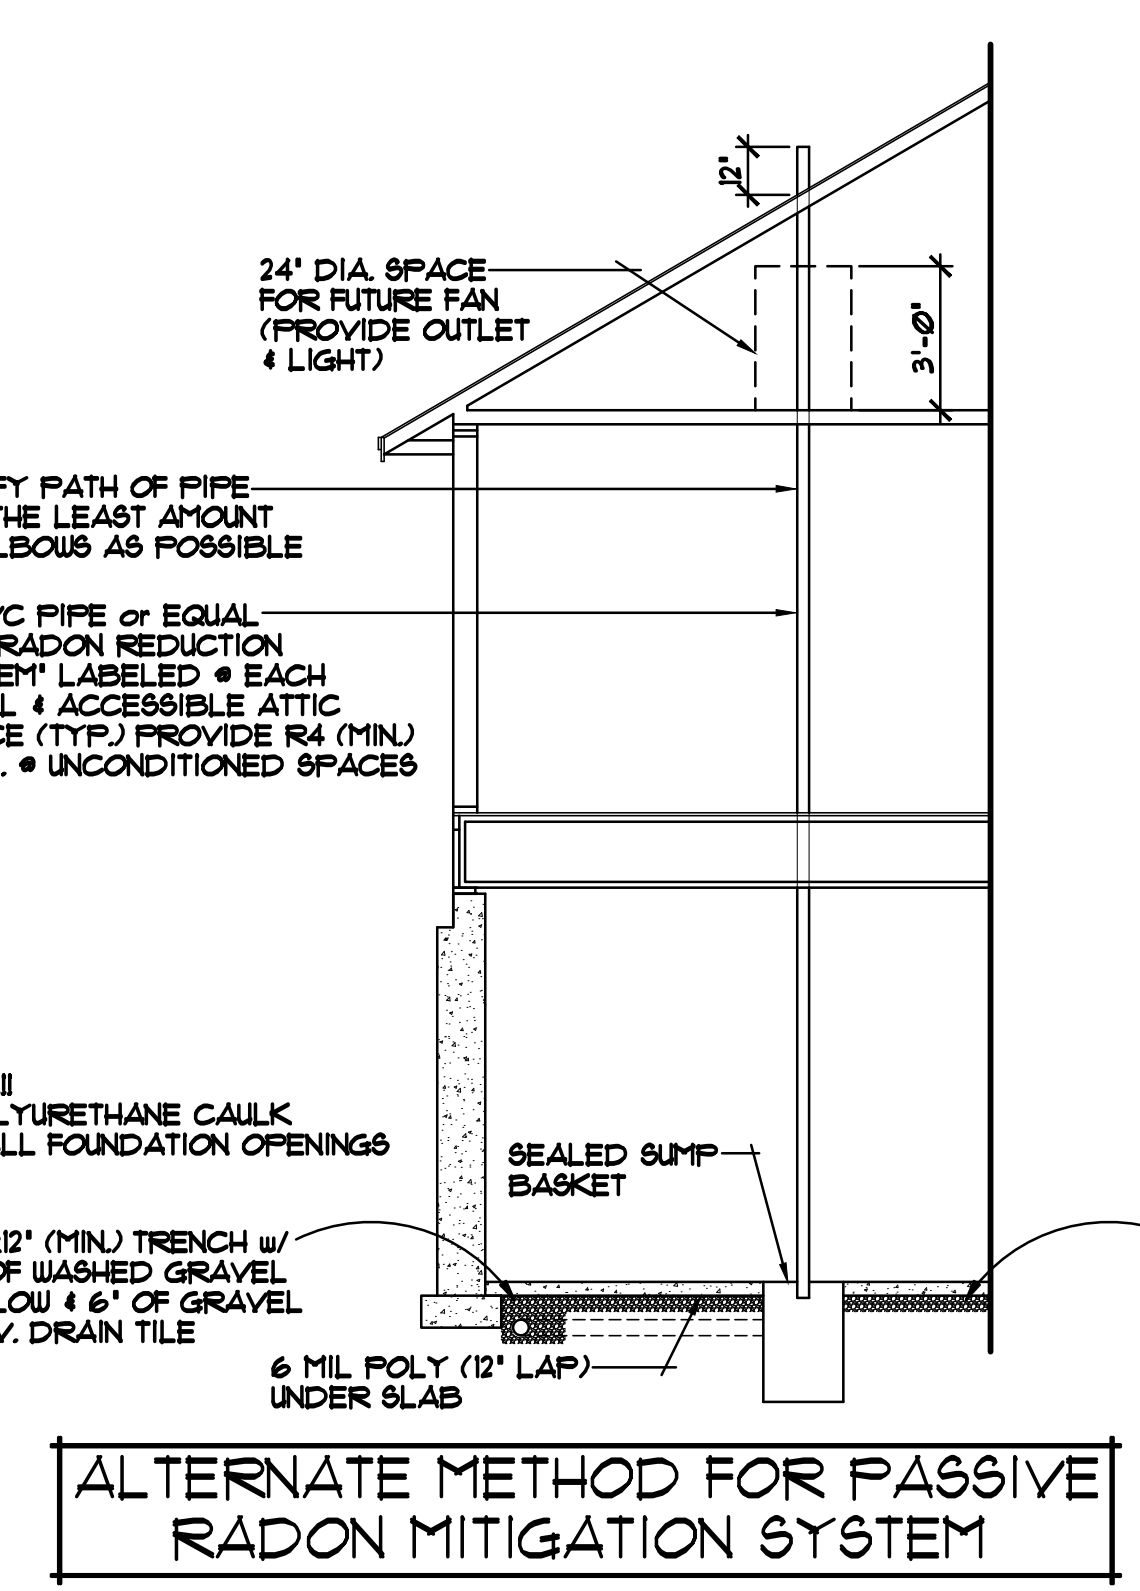 12"
24" DIA. SPACE
FOR FUTURE FAN
(PROVIDE OUTLET
& LIGHT)
3'-0"
FY PATH OF PIPE
THE LEAST AMOUNT
LBOWS AS POSSIBLE
VC PIPE or EQUAL
RADON REDUCTION
EM" LABELED @ EACH
L & ACCESSIBLE ATTIC
CE (TYP.) PROVIDE R4 (MIN.)
. @ UNCONDITIONED SPACES
LYURETHANE CAULK
ALL FOUNDATION OPENINGS
SEALED SUMP
BASKET
12" (MIN.) TRENCH w/
OF WASHED GRAVEL
LOW & 6" OF GRAVEL
V. DRAIN TILE
6 MIL POLY (12" LAP)
UNDER SLAB
ALTERNATE METHOD FOR PASSIVE
RADON MITIGATION SYSTEM